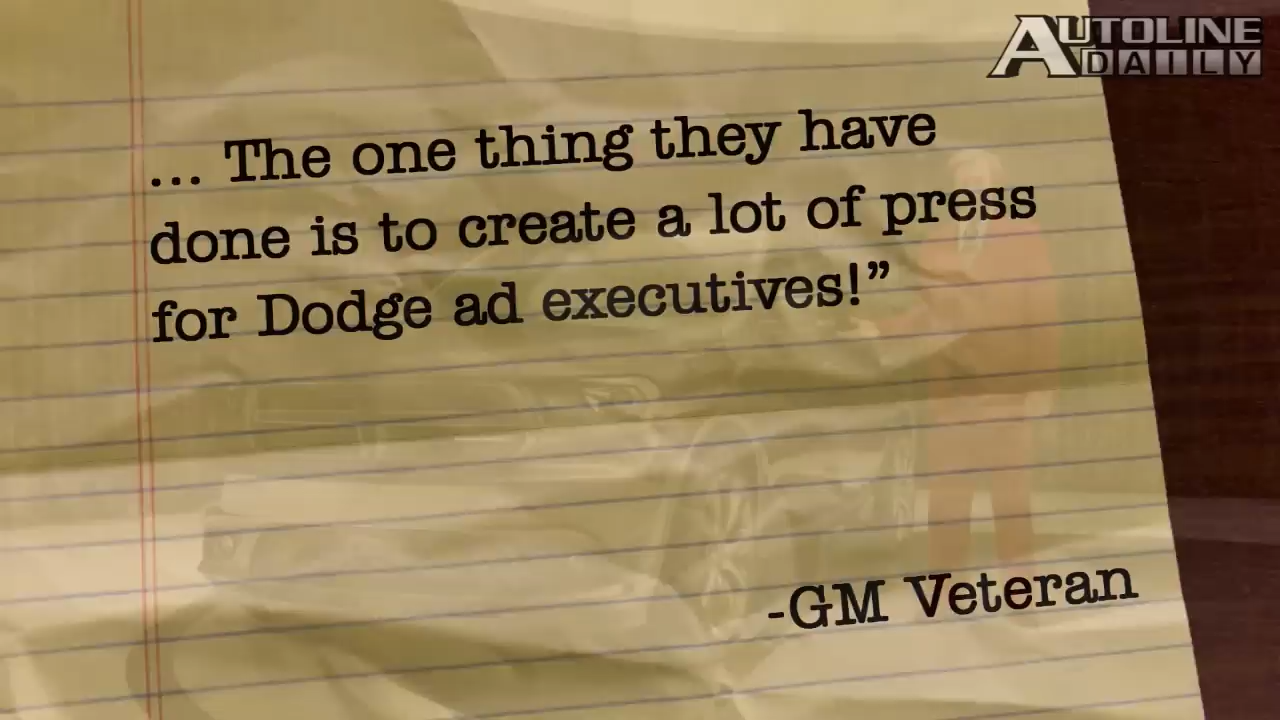 AUTOLINE
DAILY
... The one thing they have
done is to create a lot of press
for Dodge ad executives!”
-GM Veteran